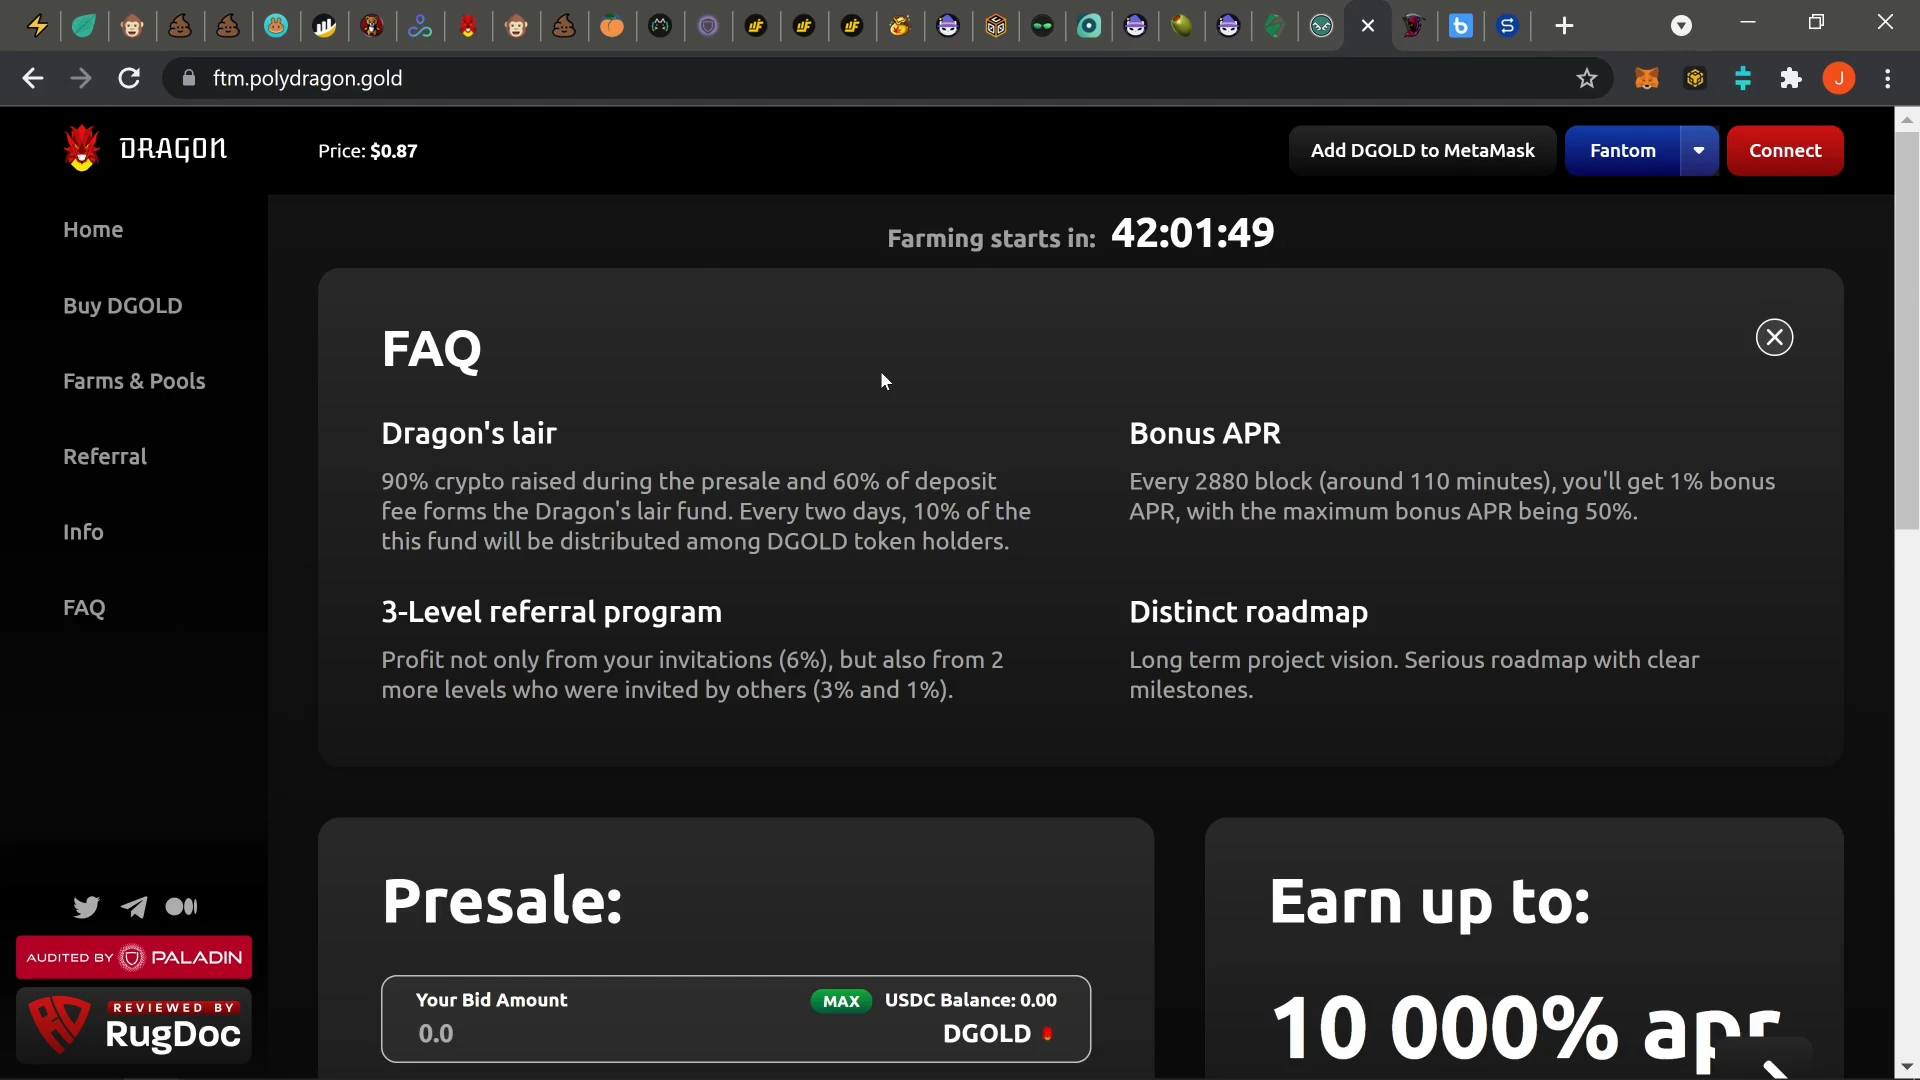 ftm.polydragon.gold
J
DRAGON
Price: $0.87
Add DGOLD to MetaMask
Fantom
Connect
Home
Buy DGOLD
Farms & Pools
Referral
Info
FAQ
Farming starts in: 42:01:49
FAQ
Dragon's lair
90% crypto raised during the presale and 60% of deposit
fee forms the Dragon's lair fund. Every two days, 10% of the
this fund will be distributed among DGOLD token holders.
Bonus APR
Every 2880 block (around 110 minutes), you'll get 1% bonus
APR, with the maximum bonus APR being 50%.
3-Level referral program
Profit not only from your invitations (6%), but also from 2
more levels who were invited by others (3% and 1%).
Distinct roadmap
Long term project vision. Serious roadmap with clear
milestones.
Presale:
Your Bid Amount
MAX
USDC Balance: 0.00
0.0
DGOLD
Earn up to:
10 000% apr
AUDITED BY PALADIN
REVIEWED BY
RugDoc